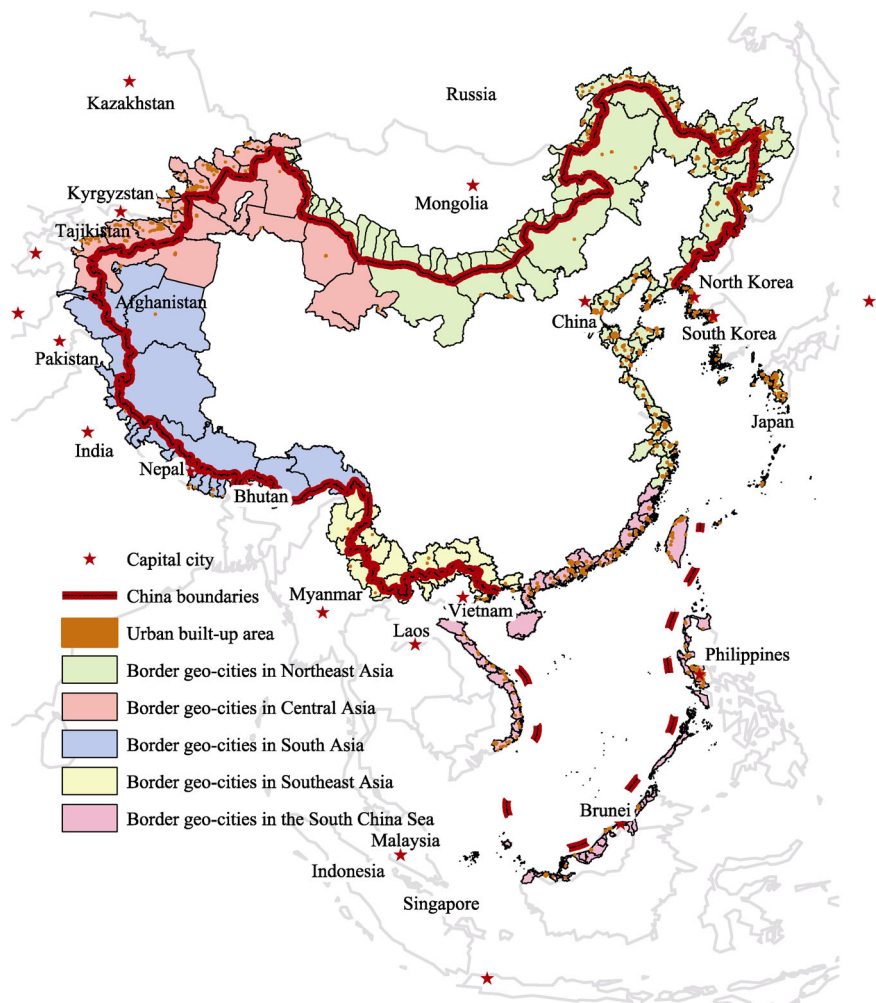 Russia
Kazakhstan
Kyrgyzstan
Mongolia
Tajikistan
North Korea
Afghanistan
China
South Korea
Pakistan
Japan
India
Nepal
Bhutan
Capital city
China boundaries
Myanmar
Vietnam
Urban built-up area
Laos
Philippines
Border geo-cities in Northeast Asia
Border geo-cities in Central Asia
Border geo-cities in South Asia
Border geo-cities in Southeast Asia
Brunei
Border geo-cities in the South China Sea
Malaysia
Indonesia
Singapore